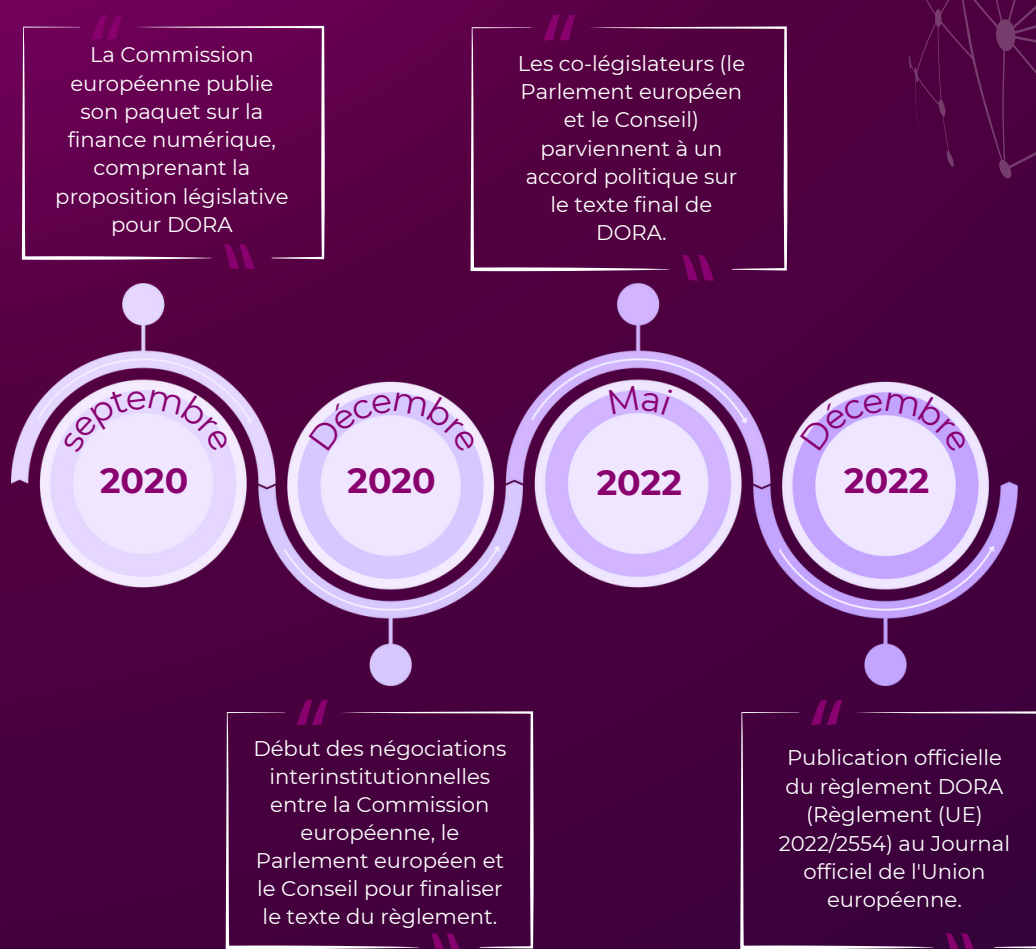 La Commission
européenne publie
son paquet sur la
finance numérique,
comprenant la
proposition législative
pour DORA
Les co-législateurs (le
Parlement européen
et le Conseil)
parviennent à un
accord politique sur
le texte final de
DORA.
septembre
2020
Décembre
2020
Mai
2022
Décembre
2022
Début des négociations
interinstitutionnelles
entre la Commission
européenne, le
Parlement européen et
le Conseil pour finaliser
le texte du règlement.
Publication officielle
du règlement DORA
(Règlement (UE)
2022/2554) au Journal
officiel de l'Union
européenne.